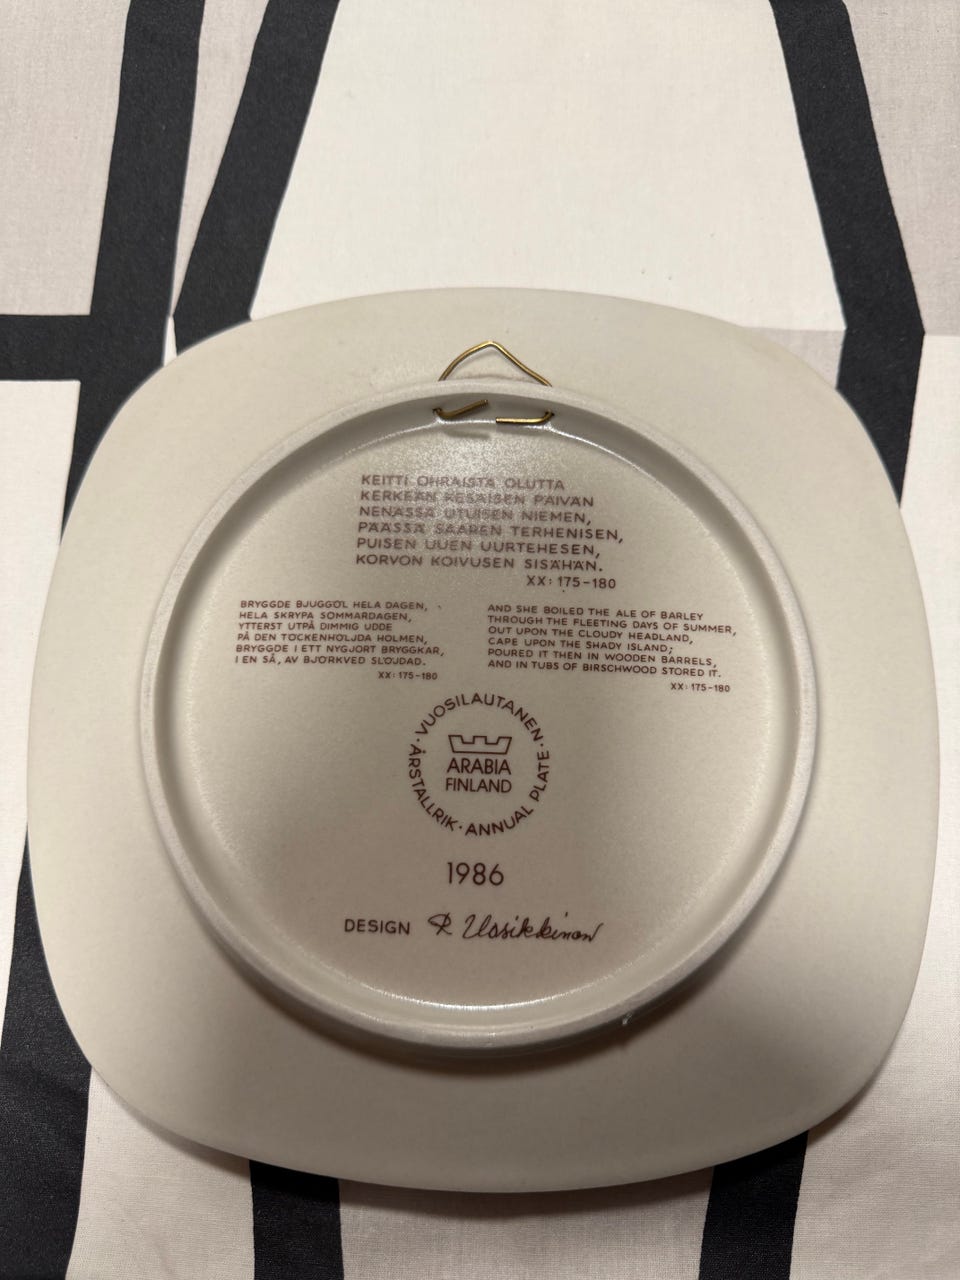 KEITTI OHRAISTA OLUTTA
KERKEÄN KESÄISEN PÄIVÄN
NENÄSSÄ UTUISEN NIEMEN,
PÄÄSSÄ SAAREN TERHENISEN,
PUISEN UUEN UURTEHESEN,
KORVON KOIVUSEN SISÄHÄN.
XX: 175-180
BRYGGDE BJUGGÖL HELA DAGEN,
HELA SKRYPA SOMMARDAGEN,
YTTERST UTPÅ DIMMIG UDDE
PÅ DEN TÖCKENHÖLJDA HOLMEN,
BRYGGDE I ETT NYGJORT BRYGGKAR,
I EN SÅ, AV BJÖRKVED SLÖJDAD.
XX: 175-180
AND SHE BOILED THE ALE OF BARLEY
THROUGH THE FLEETING DAYS OF SUMMER,
OUT UPON THE CLOUDY HEADLAND,
CAPE UPON THE SHADY ISLAND;
POURED IT THEN IN WOODEN BARRELS,
AND IN TUBS OF BIRSCHWOOD STORED IT.
XX: 175-180
· VUOSILAUTANEN ·
ÅRSTALLRIK · ANNUAL PLATE
ARABIA
FINLAND
1986
DESIGN R Uosikkinen